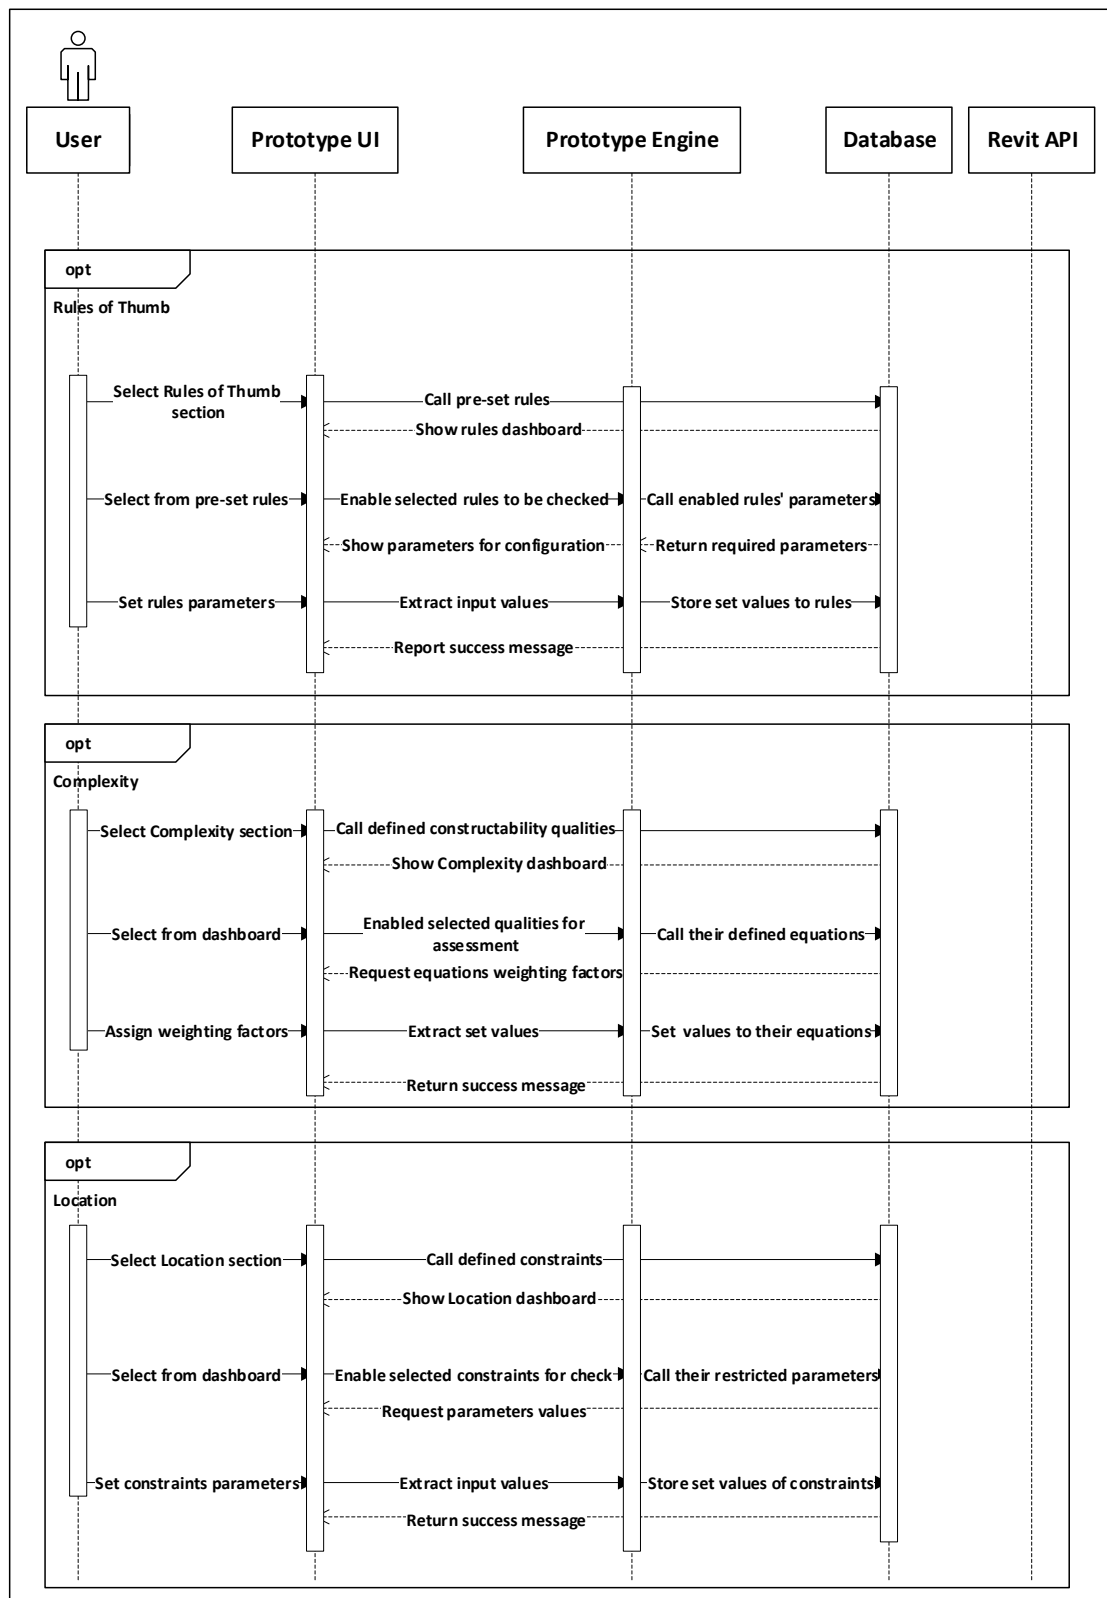 User
Prototype UI
Prototype Engine
Database
Revit API
opt
Rules of Thumb
Select Rules of Thumb
section
Call pre-set rules
Show rules dashboard
Select from pre-set rules
Enable selected rules to be checked
Call enabled rules' parameters
Show parameters for configuration
Return required parameters
Set rules parameters
Extract input values
Store set values to rules
Report success message
opt
Complexity
Select Complexity section
Call defined constructability qualities
Show Complexity dashboard
Select from dashboard
Enabled selected qualities for
assessment
Call their defined equations
Request equations weighting factors
Assign weighting factors
Extract set values
Set values to their equations
Return success message
opt
Location
Select Location section
Call defined constraints
Show Location dashboard
Select from dashboard
Enable selected constraints for check
Call their restricted parameters
Request parameters values
Set constraints parameters
Extract input values
Store set values of constraints
Return success message